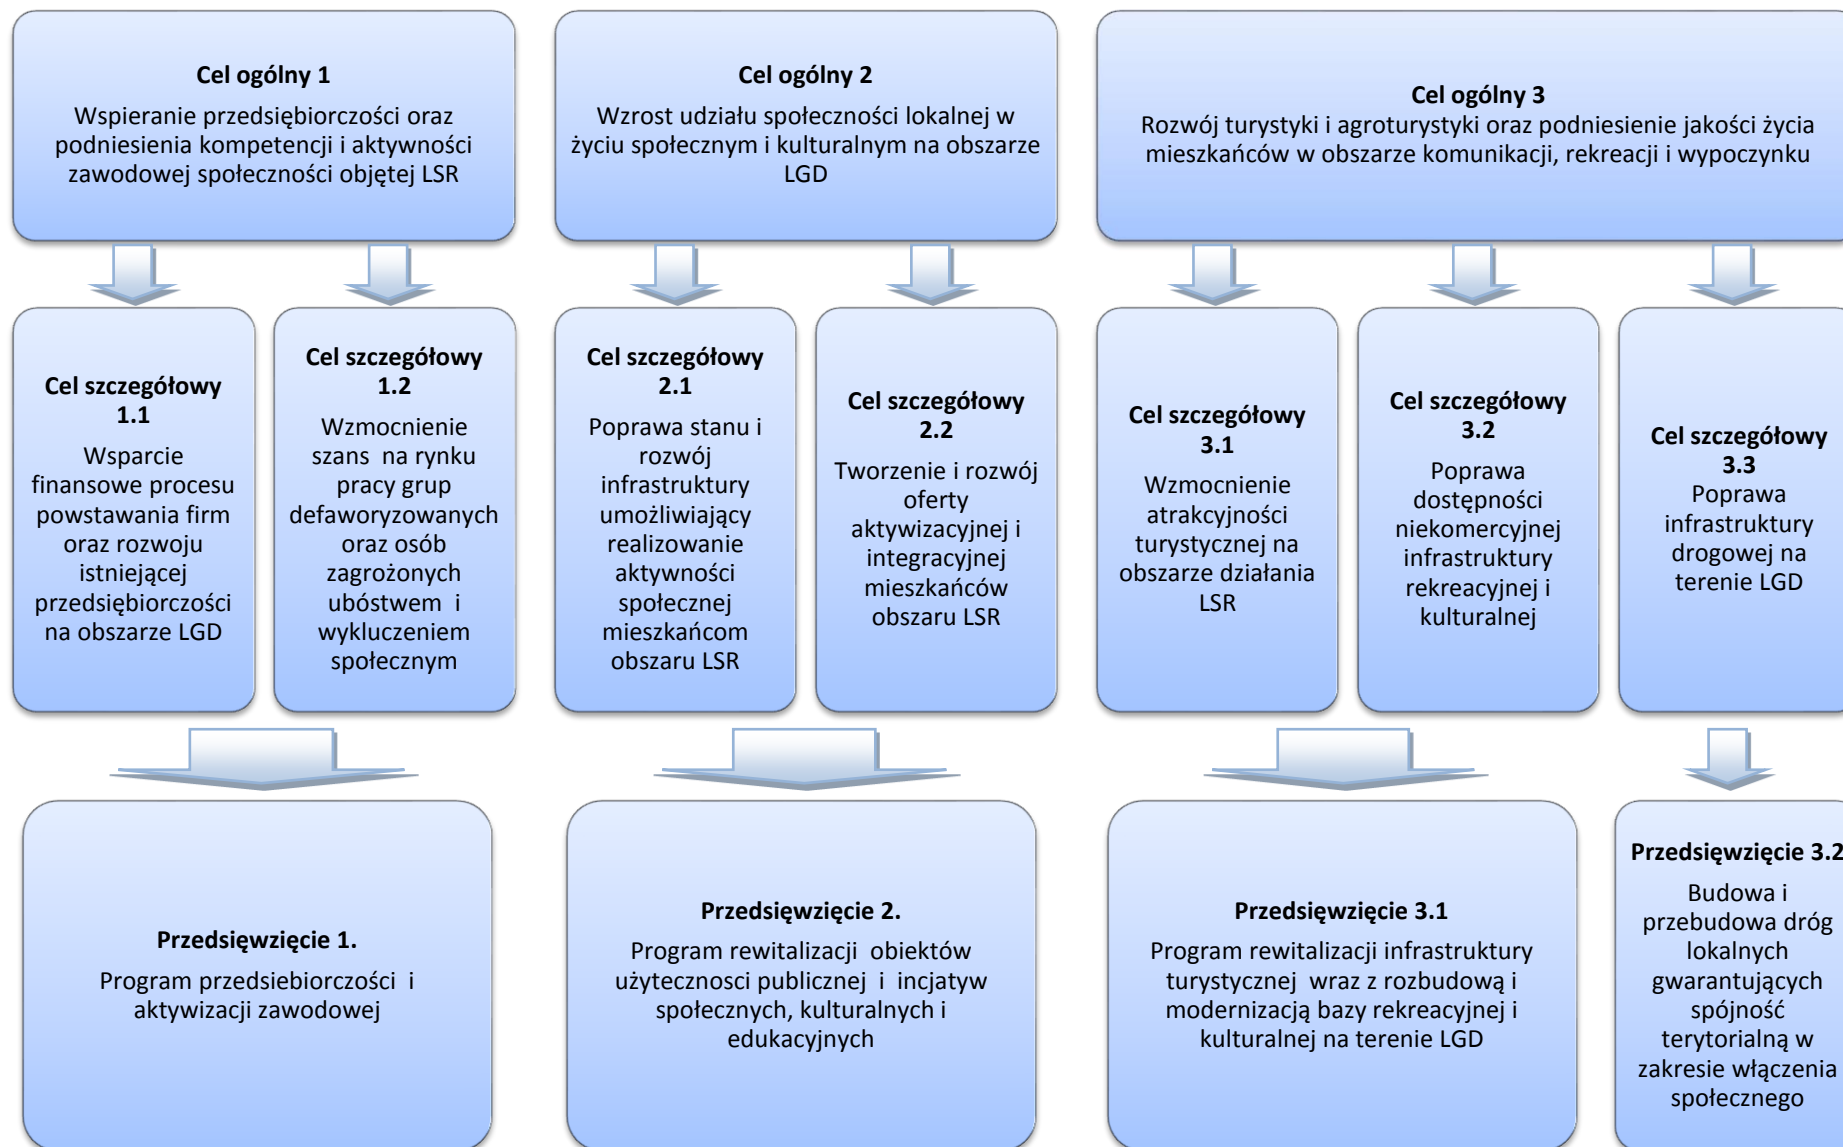 Cel ogólny 1
Wspieranie przedsiębiorczości oraz
podniesienia kompetencji i aktywności
zawodowej społeczności objętej LSR
Cel ogólny 2
Wzrost udziału społeczności lokalnej w
życiu społecznym i kulturalnym na obszarze
LGD
Cel ogólny 3
Rozwój turystyki i agroturystyki oraz podniesienie jakości życia
mieszkańców w obszarze komunikacji, rekreacji i wypoczynku
Cel szczegółowy
1.1
Wsparcie
finansowe procesu
powstawania firm
oraz rozwoju
istniejącej
przedsiębiorczości
na obszarze LGD
Cel szczegółowy
1.2
Wzmocnienie
szans  na rynku
pracy grup
defaworyzowanych
oraz osób
zagrożonych
ubóstwem  i
wykluczeniem
społecznym
Cel szczegółowy
2.1
Poprawa stanu i
rozwój
infrastruktury
umożliwiający
realizowanie
aktywności
społecznej
mieszkańcom
obszaru LSR
Cel szczegółowy
2.2
Tworzenie i rozwój
oferty
aktywizacyjnej i
integracyjnej
mieszkańców
obszaru LSR
Cel szczegółowy
3.1
Wzmocnienie
atrakcyjności
turystycznej na
obszarze działania
LSR
Cel szczegółowy
3.2
Poprawa
dostępności
niekomercyjnej
infrastruktury
rekreacyjnej i
kulturalnej
Cel szczegółowy
3.3
Poprawa
infrastruktury
drogowej na
terenie LGD
Przedsięwzięcie 1.
Program przedsiebiorczości  i
aktywizacji zawodowej
Przedsięwzięcie 2.
Program rewitalizacji  obiektów
użytecznosci publicznej  i  incjatyw
społecznych, kulturalnych i
edukacyjnych
Przedsięwzięcie 3.1
Program rewitalizacji infrastruktury
turystycznej  wraz z rozbudową i
modernizacją bazy rekreacyjnej i
kulturalnej na terenie LGD
Przedsięwzięcie 3.2
Budowa i
przebudowa dróg
lokalnych
gwarantujących
spójność
terytorialną w
zakresie włączenia
społecznego